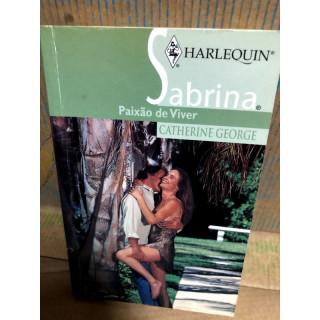 HARLEQUIN®
Sabrina®
Paixão de Viver
CATHERINE GEORGE